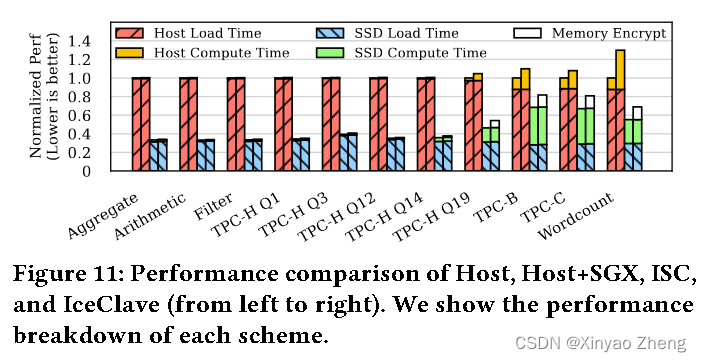 Host Load Time
SSD Load Time
Memory Encrypt
Host Compute Time
SSD Compute Time
Normalized Perf
(Lower is better)
1.4
1.2
1.0
0.8
0.6
0.4
0.2
0
Aggregate
Arithmetic
Filter
TPC-H Q1
TPC-H Q3
TPC-H Q12
TPC-H Q14
TPC-H Q19
TPC-B
TPC-C
Wordcount
Figure 11: Performance comparison of Host, Host+SGX, ISC,
and IceClave (from left to right). We show the performance
breakdown of each scheme.
CSDN @Xinyao Zheng